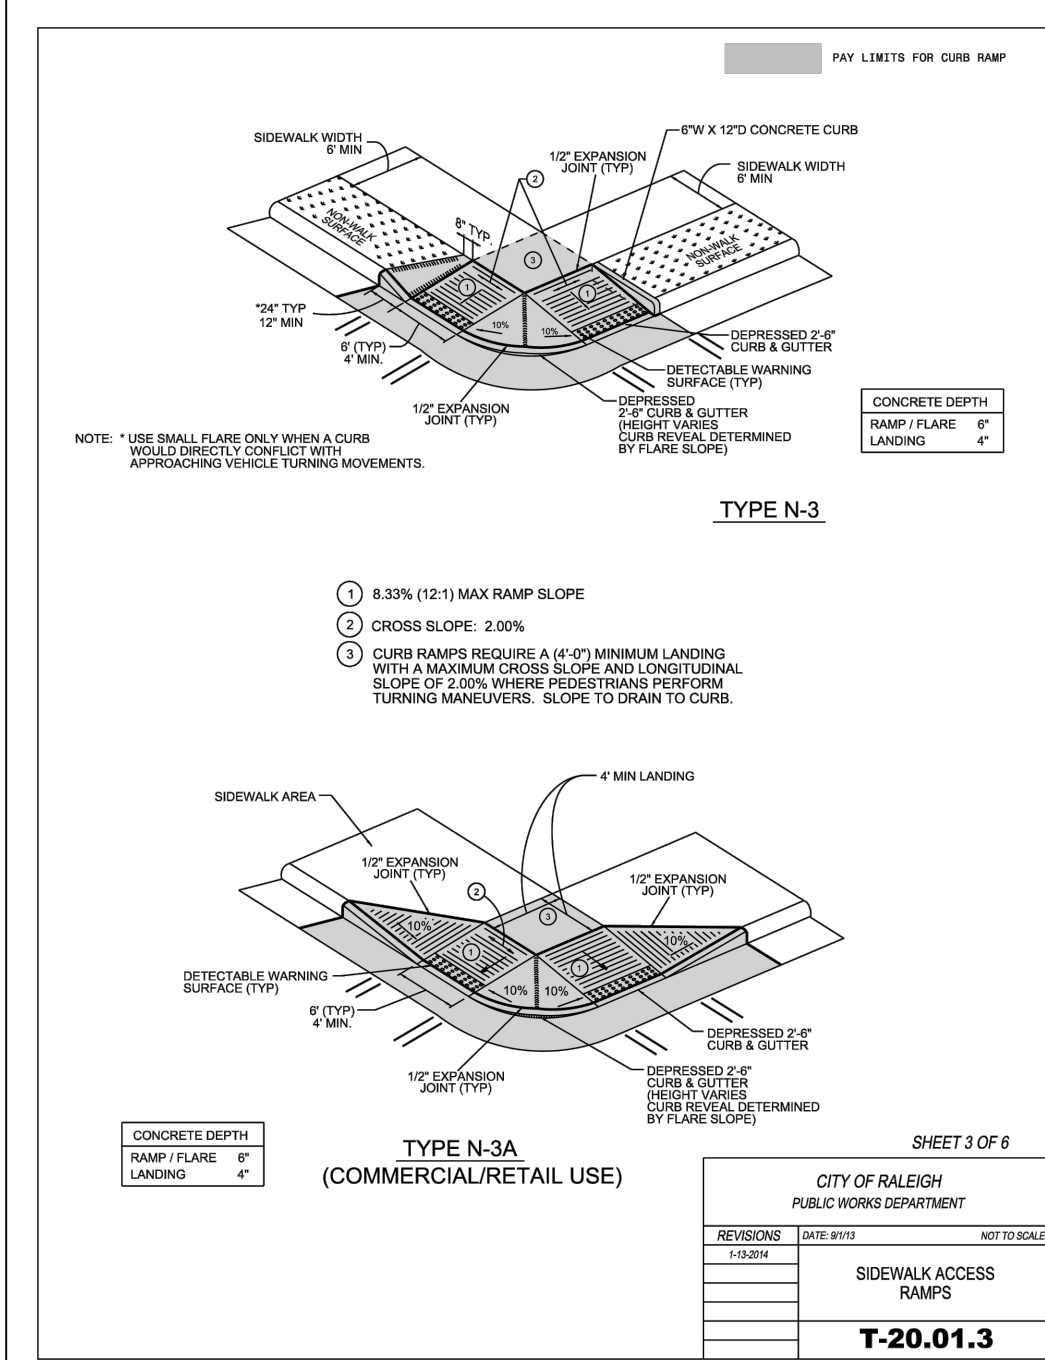 PAY LIMITS FOR CURB RAMP
SIDEWALK WIDTH
6' MIN
1/2" EXPANSION
JOINT (TYP)
6"W X 12"D CONCRETE CURB
SIDEWALK WIDTH
6' MIN
2
NON-WALK
SURFACE
8" TYP.
NON-WALK
SURFACE
3
1
1
*24" TYP
12" MIN
10%
10%
6' (TYP)
4' MIN.
DEPRESSED 2'-6"
CURB & GUTTER
DETECTABLE WARNING
SURFACE (TYP)
1/2" EXPANSION
JOINT (TYP)
DEPRESSED
2'-6" CURB & GUTTER
(HEIGHT VARIES
CURB REVEAL DETERMINED
BY FLARE SLOPE)
CONCRETE DEPTH
RAMP / FLARE 6"
LANDING 4"
NOTE: * USE SMALL FLARE ONLY WHEN A CURB
WOULD DIRECTLY CONFLICT WITH
APPROACHING VEHICLE TURNING MOVEMENTS.
TYPE N-3
1 8.33% (12:1) MAX RAMP SLOPE
2 CROSS SLOPE: 2.00%
3 CURB RAMPS REQUIRE A (4'-0") MINIMUM LANDING
WITH A MAXIMUM CROSS SLOPE AND LONGITUDINAL
SLOPE OF 2.00% WHERE PEDESTRIANS PERFORM
TURNING MANEUVERS. SLOPE TO DRAIN TO CURB.
4' MIN LANDING
SIDEWALK AREA
1/2" EXPANSION
JOINT (TYP)
1/2" EXPANSION
JOINT (TYP)
2
3
10%
10%
1
1
DETECTABLE WARNING
SURFACE (TYP)
10%
10%
6' (TYP)
4' MIN.
DEPRESSED 2'-6"
CURB & GUTTER
1/2" EXPANSION
JOINT (TYP)
DEPRESSED 2'-6"
CURB & GUTTER
(HEIGHT VARIES
CURB REVEAL DETERMINED
BY FLARE SLOPE)
CONCRETE DEPTH
RAMP / FLARE 6"
LANDING 4"
TYPE N-3A
(COMMERCIAL/RETAIL USE)
SHEET 3 OF 6
CITY OF RALEIGH
PUBLIC WORKS DEPARTMENT
REVISIONS
DATE: 9/1/13 NOT TO SCALE
1-13-2014
SIDEWALK ACCESS
RAMPS
T-20.01.3